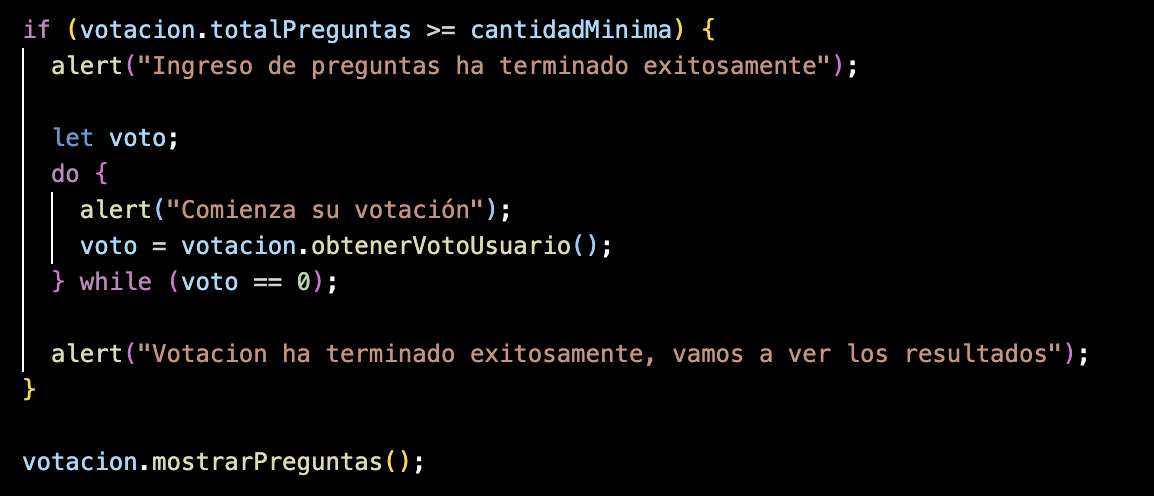 if (votacion.totalPreguntas >= cantidadMinima) {
alert("Ingreso de preguntas ha terminado exitosamente");
let voto;
do {
alert("Comienza su votación");
voto = votacion.obtenerVotoUsuario();
} while (voto == 0);
alert("Votacion ha terminado exitosamente, vamos a ver los resultados");
}
votacion.mostrarPreguntas();